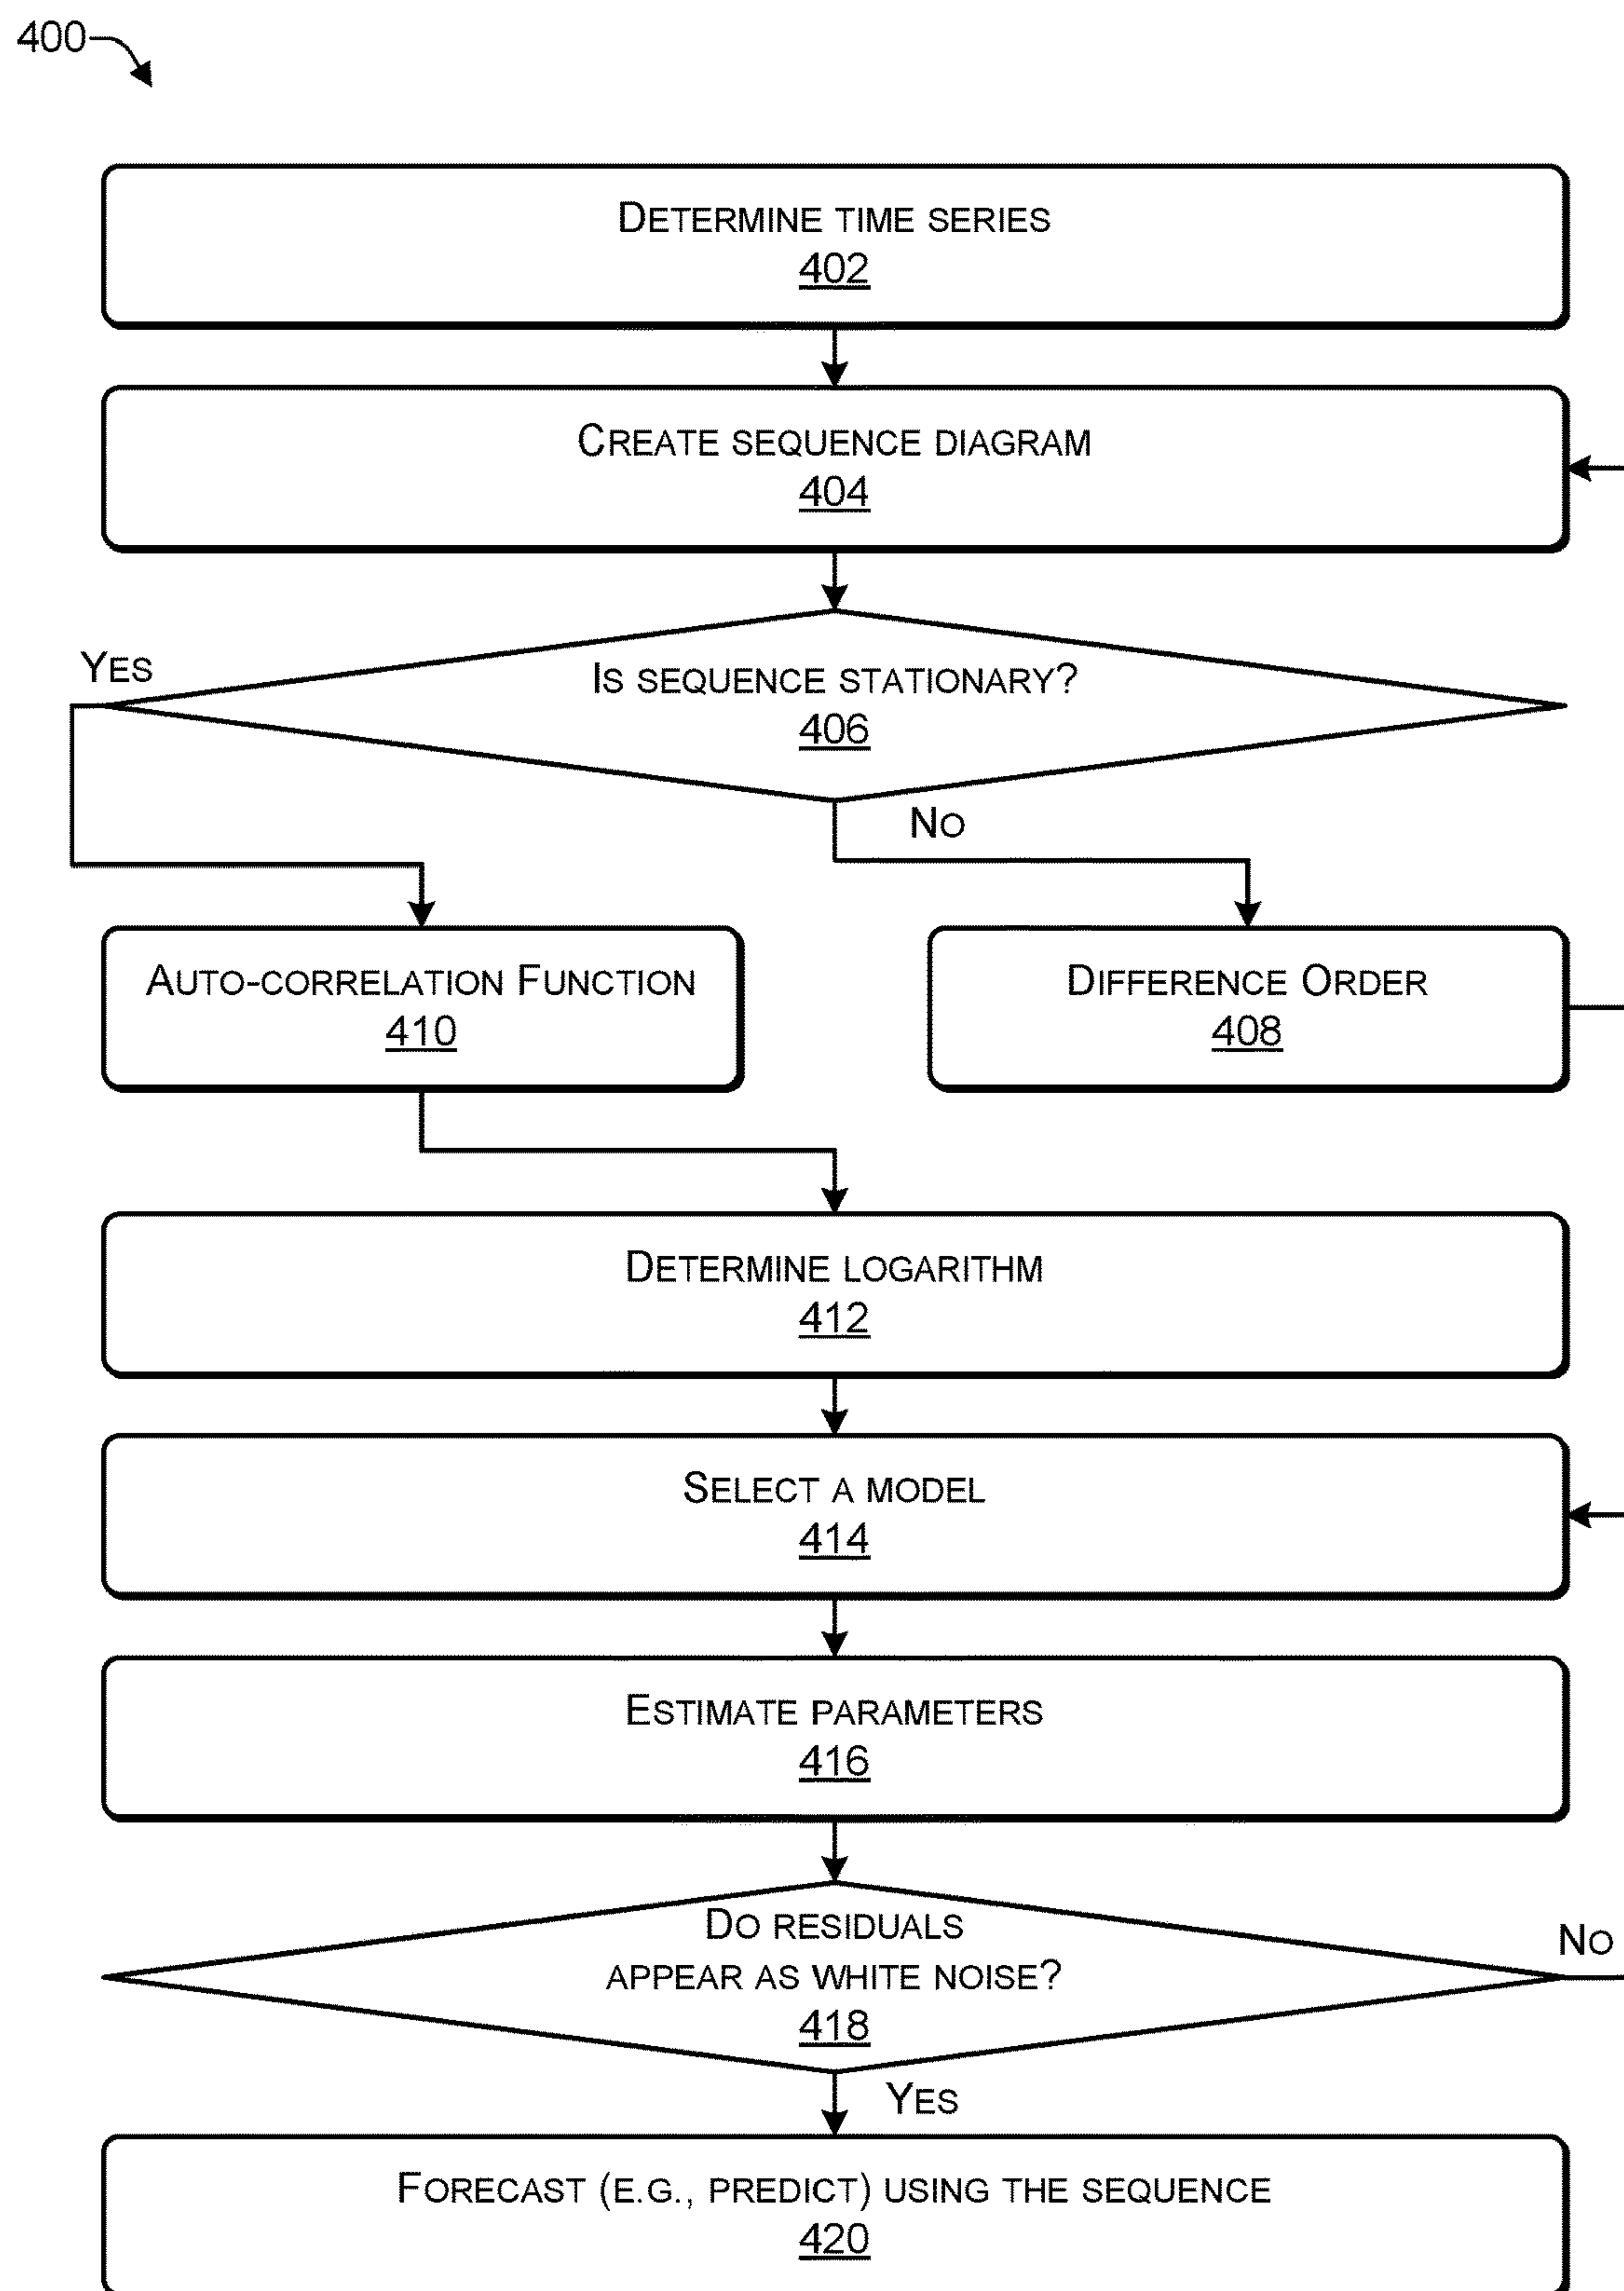 400
DETERMINE TIME SERIES
402
CREATE SEQUENCE DIAGRAM
404
YES
IS SEQUENCE STATIONARY?
406
NO
AUTO-CORRELATION FUNCTION
410
DIFFERENCE ORDER
408
DETERMINE LOGARITHM
412
SELECT A MODEL
414
ESTIMATE PARAMETERS
416
DO RESIDUALS
APPEAR AS WHITE NOISE?
418
NO
YES
FORECAST (E.G., PREDICT) USING THE SEQUENCE
420